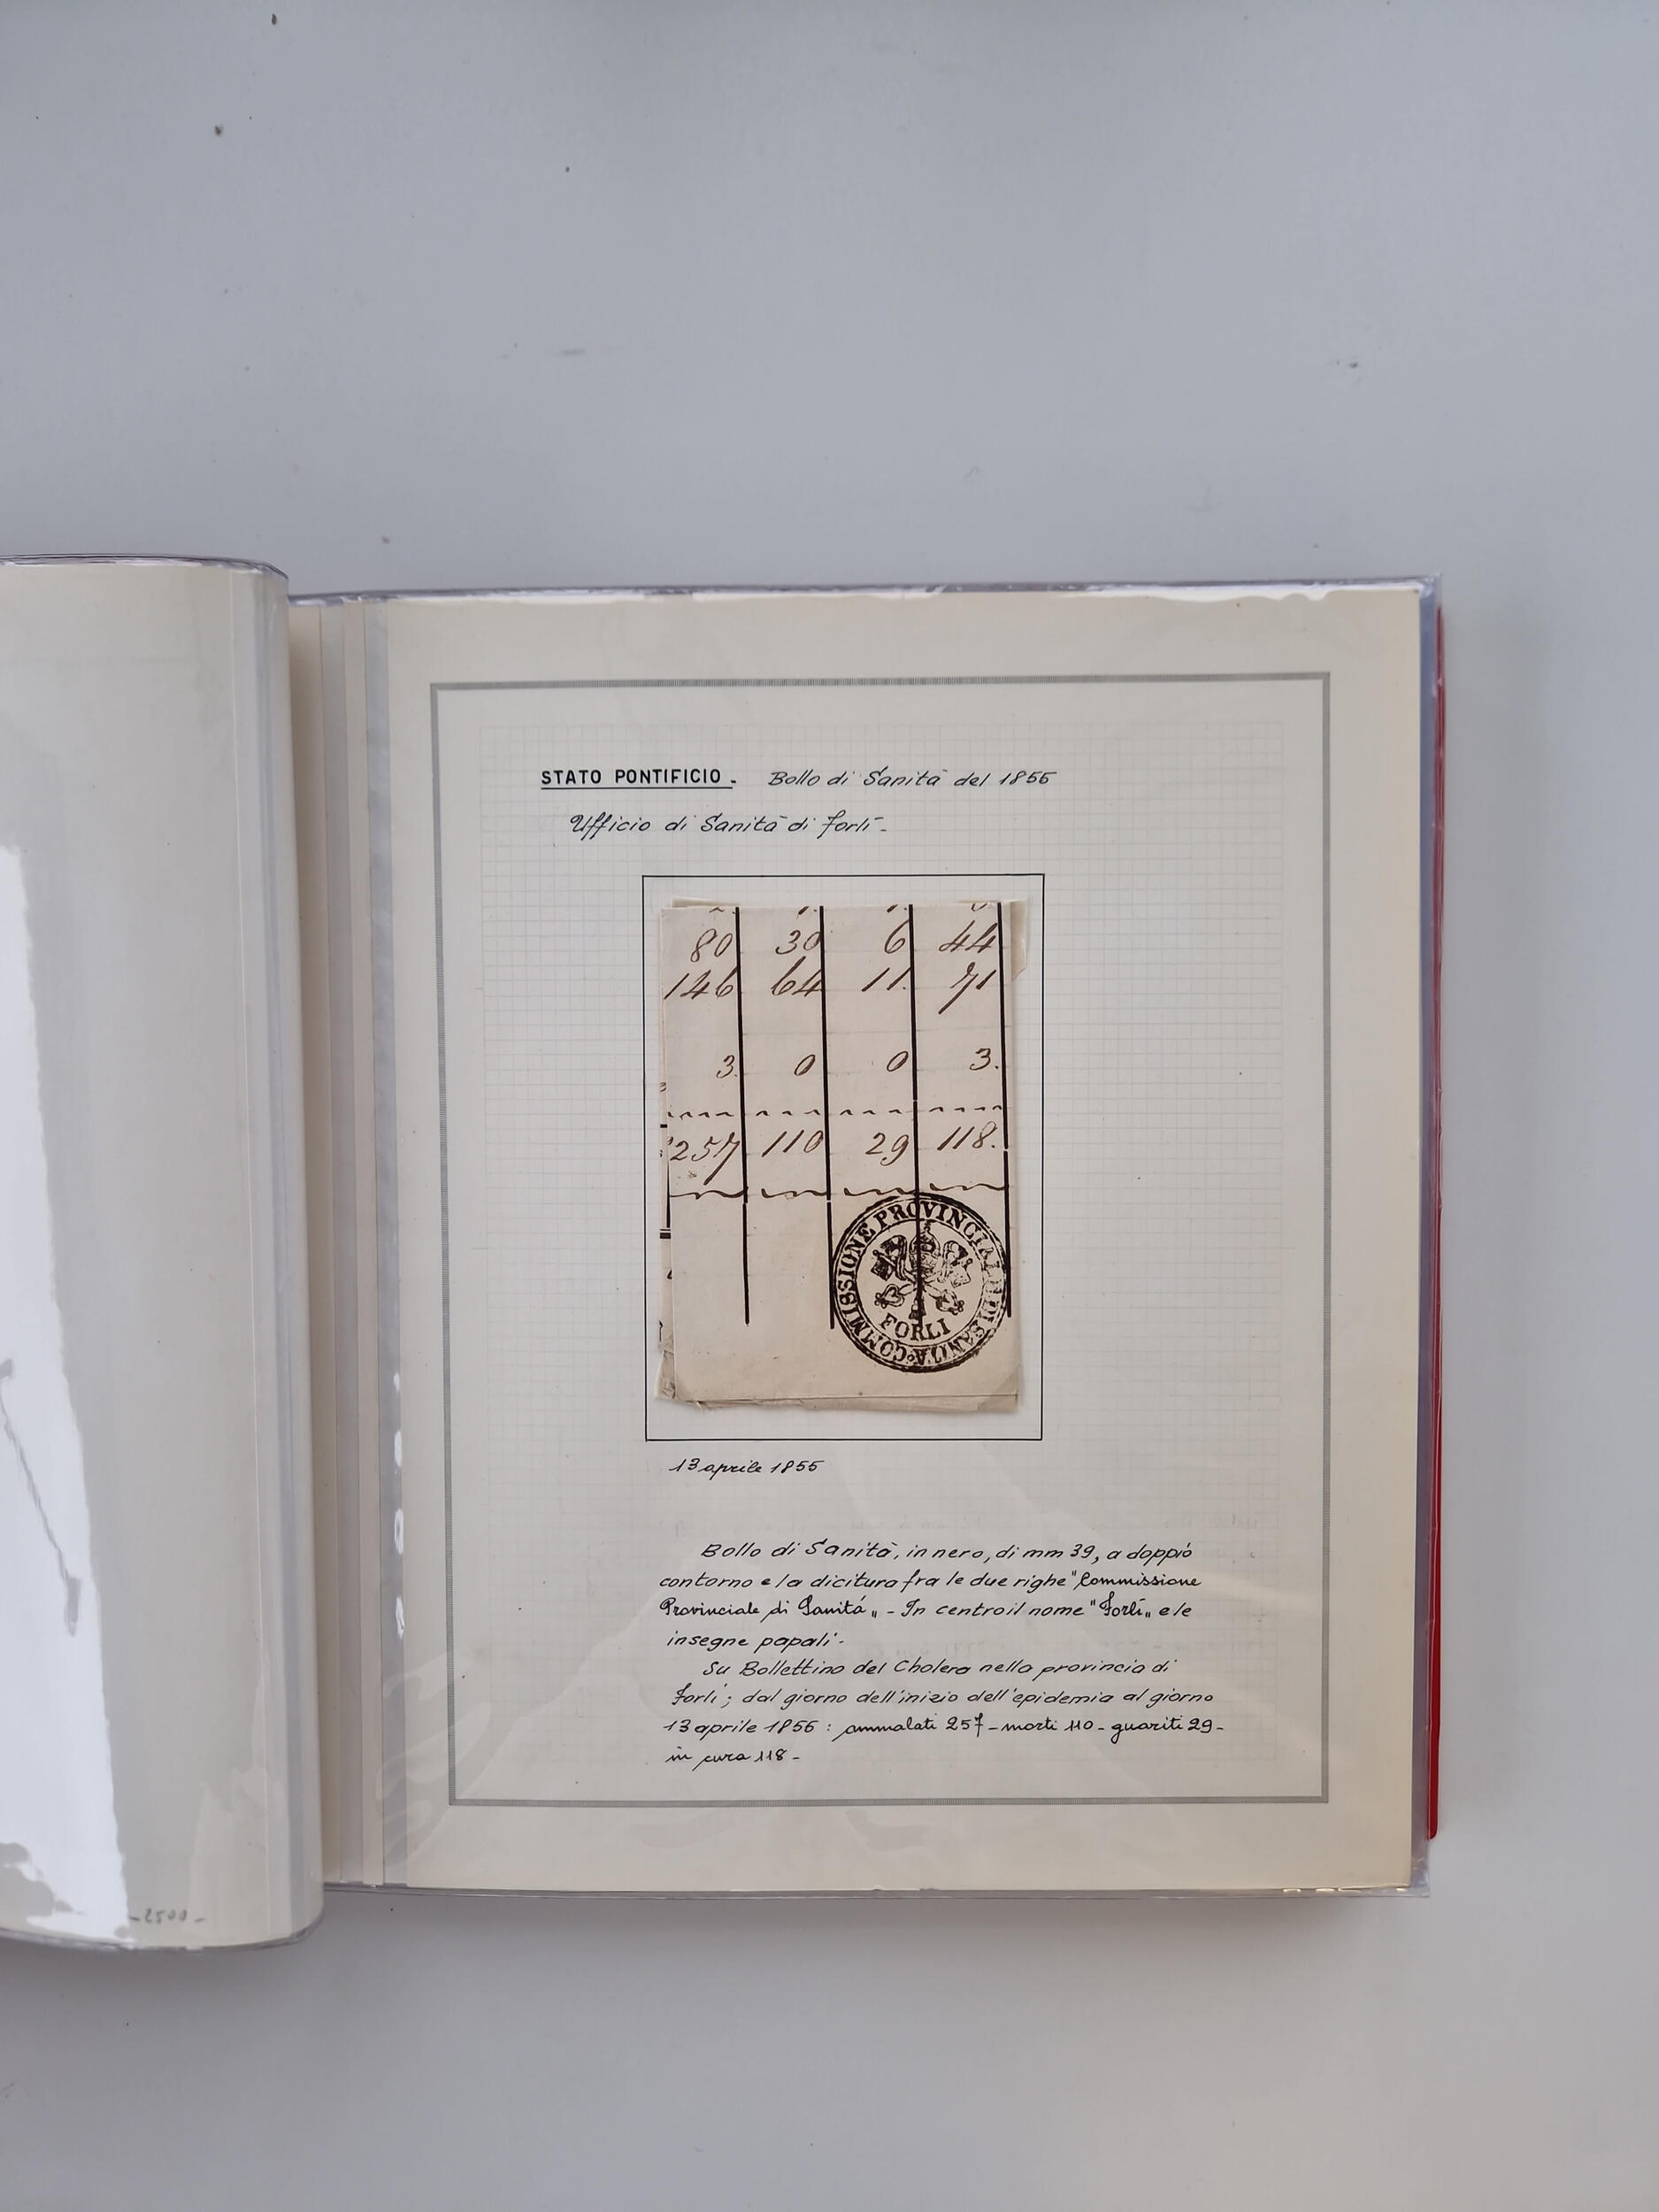 STATO PONTIFICIO - Bollo di Sanità del 1855
Ufficio di Sanità di Forlì -
80 30 6 44
146 64 11. 71
3. 0 0 3.
257 110 29 118.
COMMISSIONE PROVINCIALE DI SANITÀ
FORLI
13 aprile 1855
Bollo di Sanità, in nero, di mm 39, a doppio
contorno e la dicitura fra le due righe "Commissione
Provinciale di Sanitá„ - In centro il nome "Forlì„ e le
insegne papali -
Su Bollettino del Cholera nella provincia di
Forlì; dal giorno dell'inizio dell'epidemia al giorno
13 aprile 1855 : ammalati 257 - morti 110 - guariti 29 -
in cura 118 -
- 2500 -